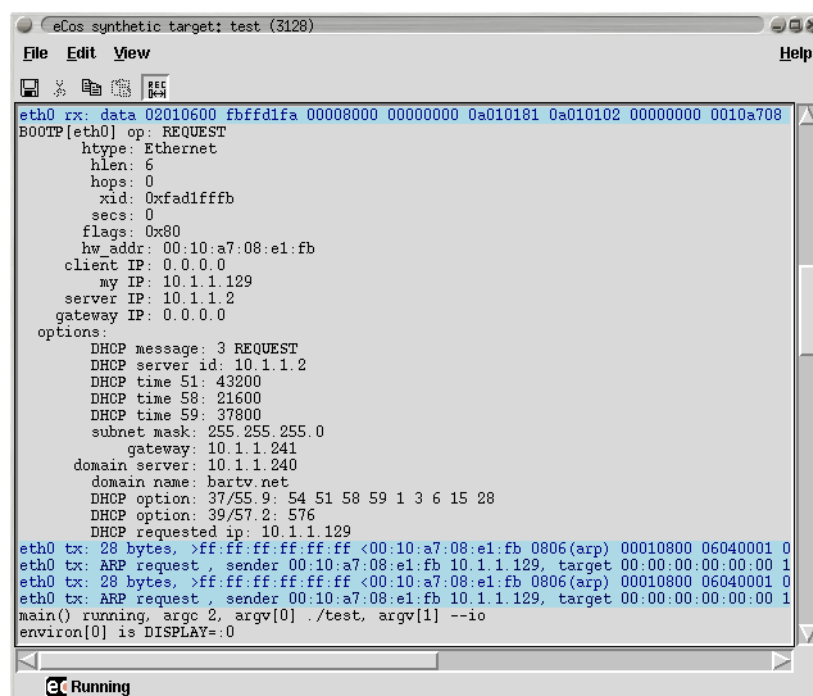 eCos synthetic target: test (3128)
File Edit View Help
REC
eth0 rx: data 02010600 fbffd1fa 00008000 00000000 0a010181 0a010102 00000000 0010a708
BOOTP[eth0] op: REQUEST
htype: Ethernet
hlen: 6
hops: 0
xid: 0xfad1fffb
secs: 0
flags: 0x80
hw_addr: 00:10:a7:08:e1:fb
client IP: 0.0.0.0
my IP: 10.1.1.129
server IP: 10.1.1.2
gateway IP: 0.0.0.0
options:
DHCP message: 3 REQUEST
DHCP server id: 10.1.1.2
DHCP time 51: 43200
DHCP time 58: 21600
DHCP time 59: 37800
subnet mask: 255.255.255.0
gateway: 10.1.1.241
domain server: 10.1.1.240
domain name: bartv.net
DHCP option: 37/55.9: 54 51 58 59 1 3 6 15 28
DHCP option: 39/57.2: 576
DHCP requested ip: 10.1.1.129
eth0 tx: 28 bytes, >ff:ff:ff:ff:ff:ff <00:10:a7:08:e1:fb 0806(arp) 00010800 06040001 0
eth0 tx: ARP request , sender 00:10:a7:08:e1:fb 10.1.1.129, target 00:00:00:00:00:00 1
eth0 tx: 28 bytes, >ff:ff:ff:ff:ff:ff <00:10:a7:08:e1:fb 0806(arp) 00010800 06040001 0
eth0 tx: ARP request , sender 00:10:a7:08:e1:fb 10.1.1.129, target 00:00:00:00:00:00 1
main() running, argc 2, argv[0] ./test, argv[1] --io
environ[0] is DISPLAY=:0
ec Running